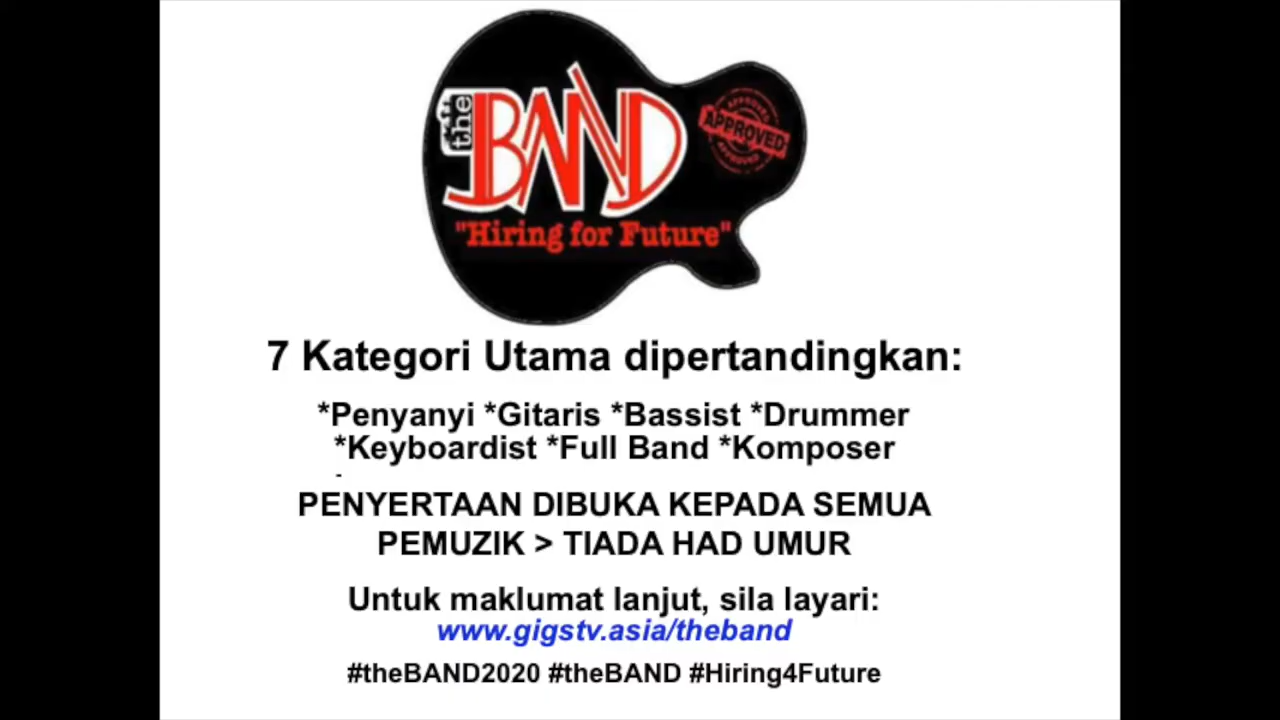 the BAND
APPROVED
APPROVED
APPROVED
"Hiring for Future"
7 Kategori Utama dipertandingkan:
*Penyanyi *Gitaris *Bassist *Drummer
*Keyboardist *Full Band *Komposer
-
PENYERTAAN DIBUKA KEPADA SEMUA
PEMUZIK > TIADA HAD UMUR
Untuk maklumat lanjut, sila layari:
www.gigstv.asia/theband
#theBAND2020 #theBAND #Hiring4Future